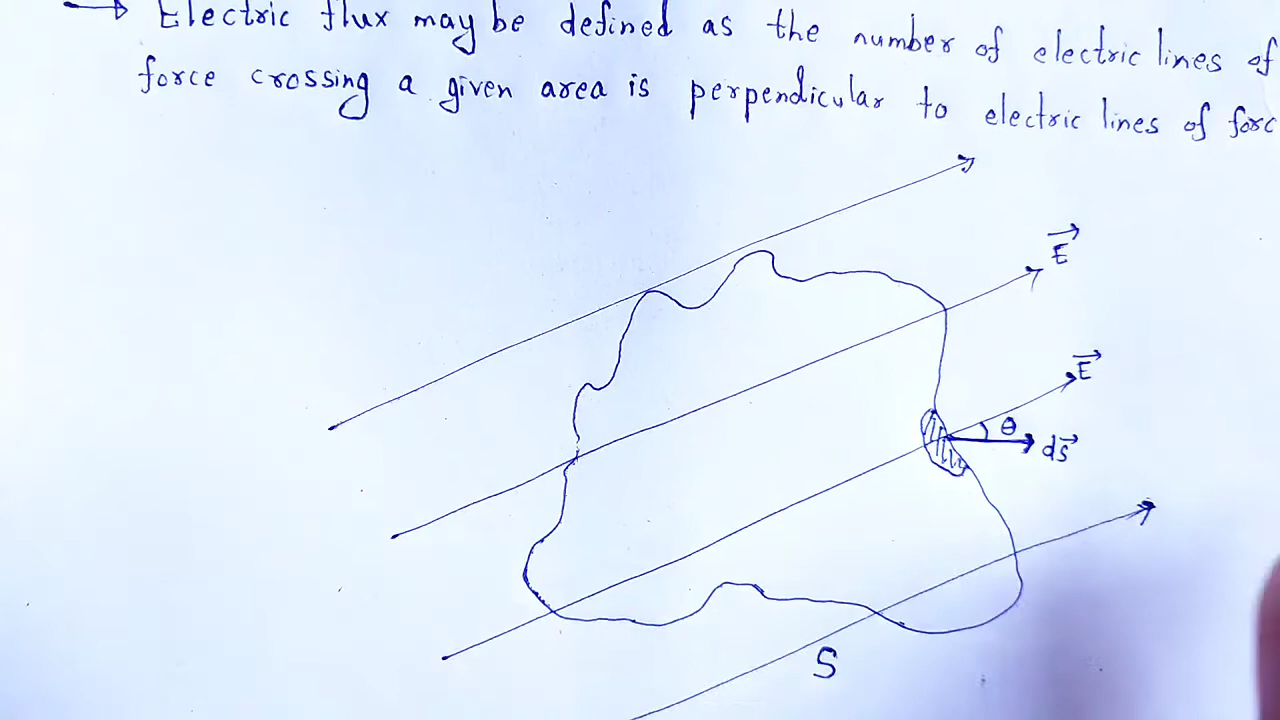 Electric flux may be defined as the number of electric lines of
force crossing a given area is perpendicular to electric lines of forc
E
E
θ
ds
S